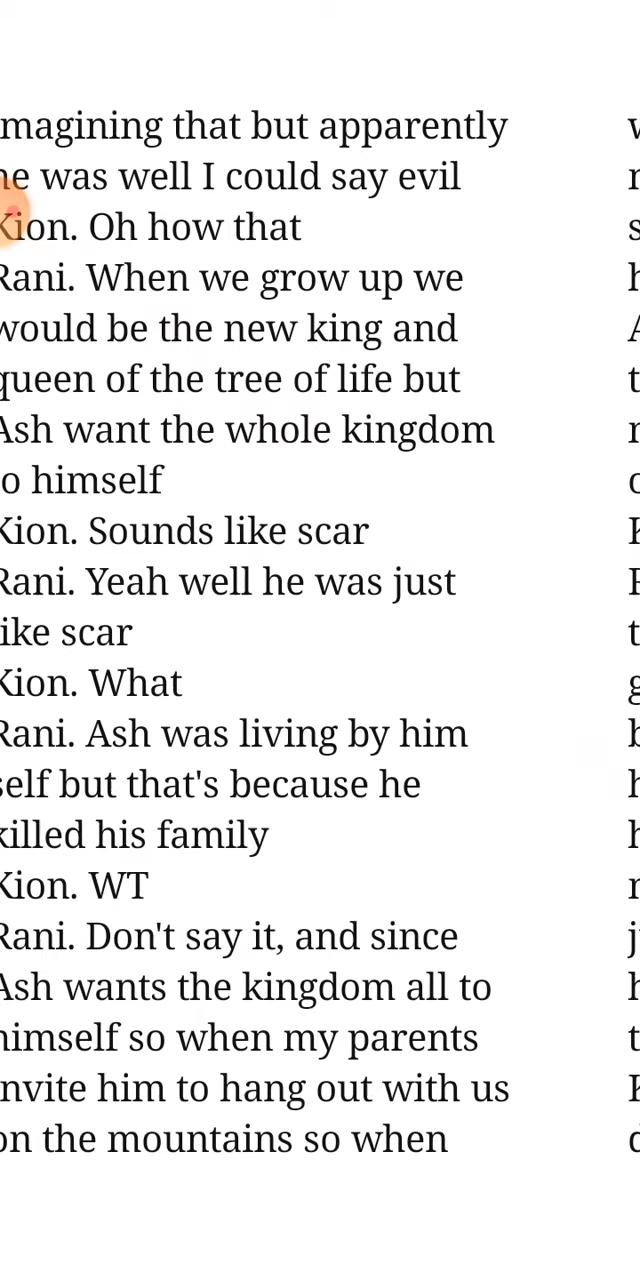 magining that but apparently
he was well I could say evil
Kion. Oh how that
Rani. When we grow up we
would be the new king and
queen of the tree of life but
Ash want the whole kingdom
to himself
Kion. Sounds like scar
Rani. Yeah well he was just
like scar
Kion. What
Rani. Ash was living by him
self but that's because he
killed his family
Kion. WT
Rani. Don't say it, and since
Ash wants the kingdom all to
himself so when my parents
invite him to hang out with us
on the mountains so when